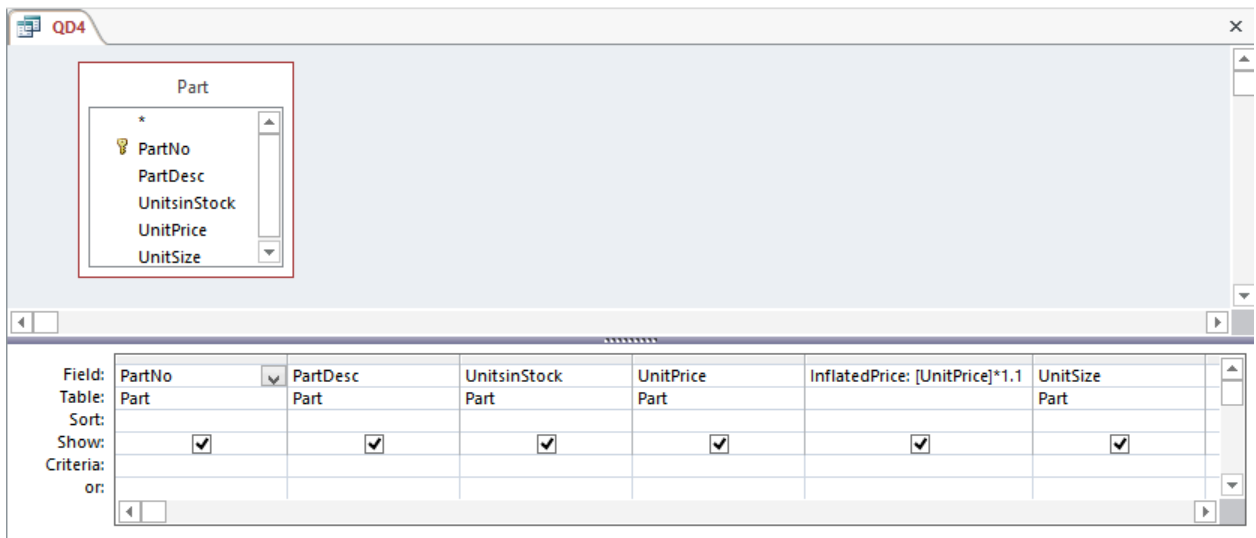 QD4
Part
*
PartNo
PartDesc
UnitsinStock
UnitPrice
UnitSize
Field: PartNo PartDesc UnitsinStock UnitPrice InflatedPrice: [UnitPrice]*1.1 UnitSize
Table: Part Part Part Part Part
Sort:
Show:
Criteria:
or: